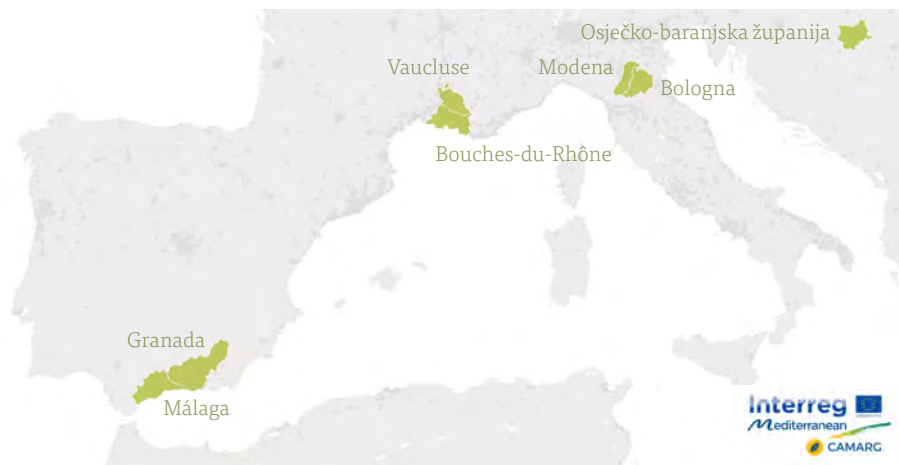 Osječko-baranjska županija
Vaucluse
Modena
Bologna
Bouches-du-Rhône
Granada
Málaga
Interreg
Mediterranean
CAMARG